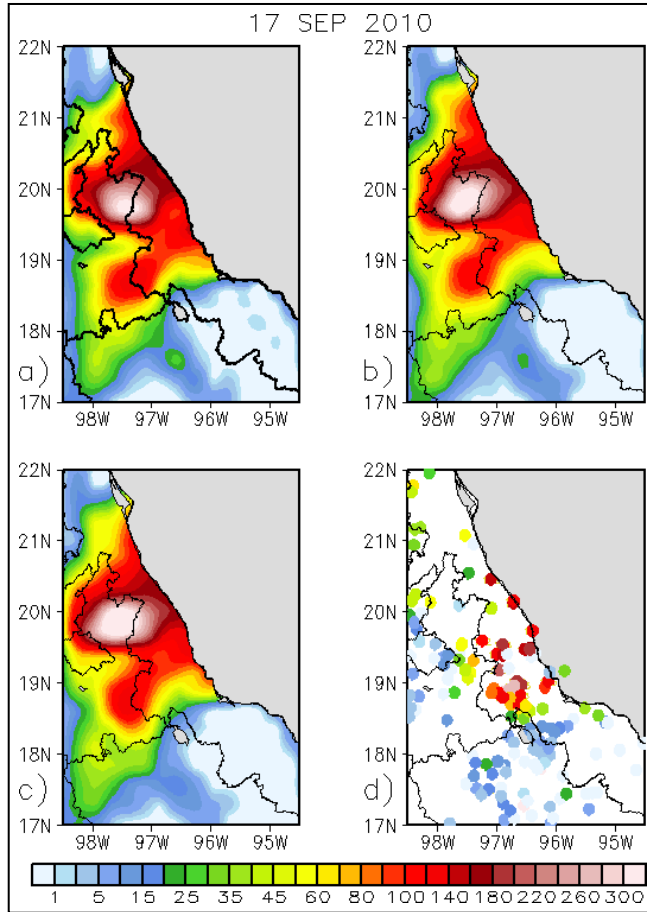 17 SEP 2010
22N
21N
20N
19N
18N
17N
a)
98W 97W 96W 95W
22N
21N
20N
19N
18N
17N
b)
98W 97W 96W 95W
22N
21N
20N
19N
18N
17N
c)
98W 97W 96W 95W
22N
21N
20N
19N
18N
17N
d)
98W 97W 96W 95W
1 5 15 25 35 45 60 80 100 140 180 220 260 300